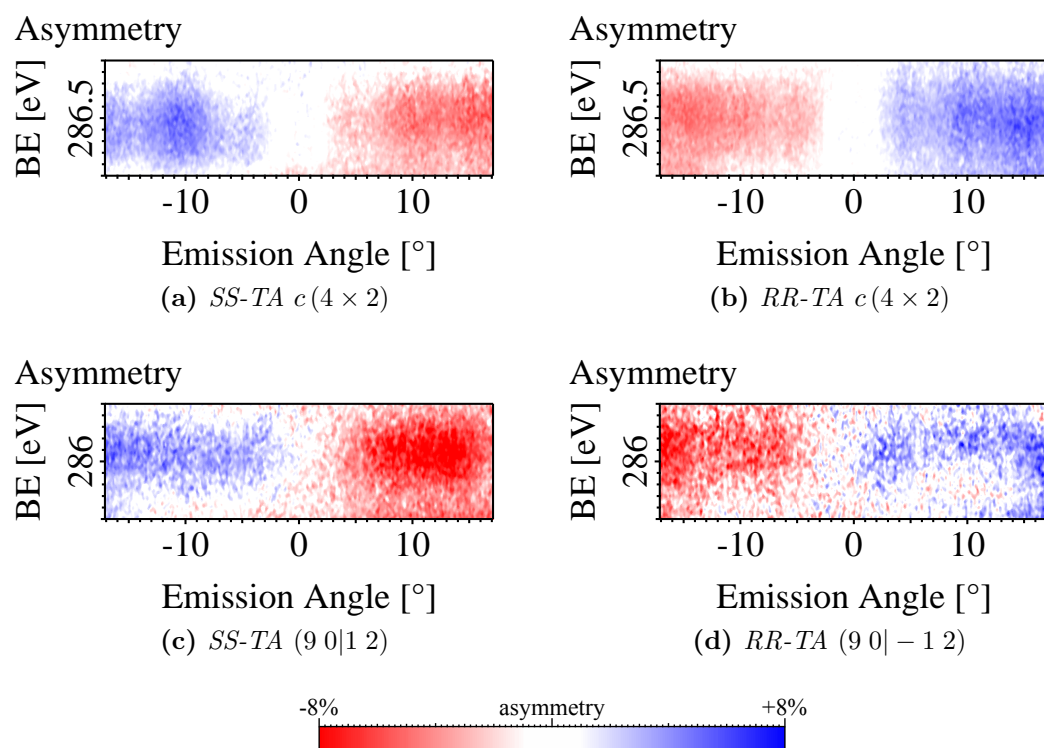 Asymmetry
BE [eV]
286.5
-10 0 10
Emission Angle [°]
(a) SS-TA c (4 × 2)
Asymmetry
BE [eV]
286.5
-10 0 10
Emission Angle [°]
(b) RR-TA c (4 × 2)
Asymmetry
BE [eV]
286
-10 0 10
Emission Angle [°]
(c) SS-TA (9 0|1 2)
Asymmetry
BE [eV]
286
-10 0 10
Emission Angle [°]
(d) RR-TA (9 0| − 1 2)
-8% asymmetry +8%